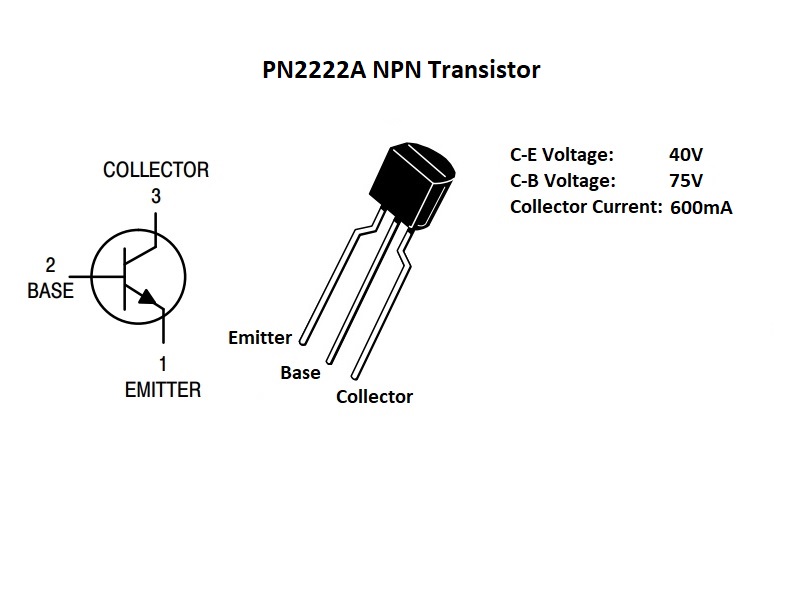 PN2222A NPN Transistor
COLLECTOR
3
2
BASE
1
EMITTER
Emitter
Base
Collector
C-E Voltage: 40V
C-B Voltage: 75V
Collector Current: 600mA